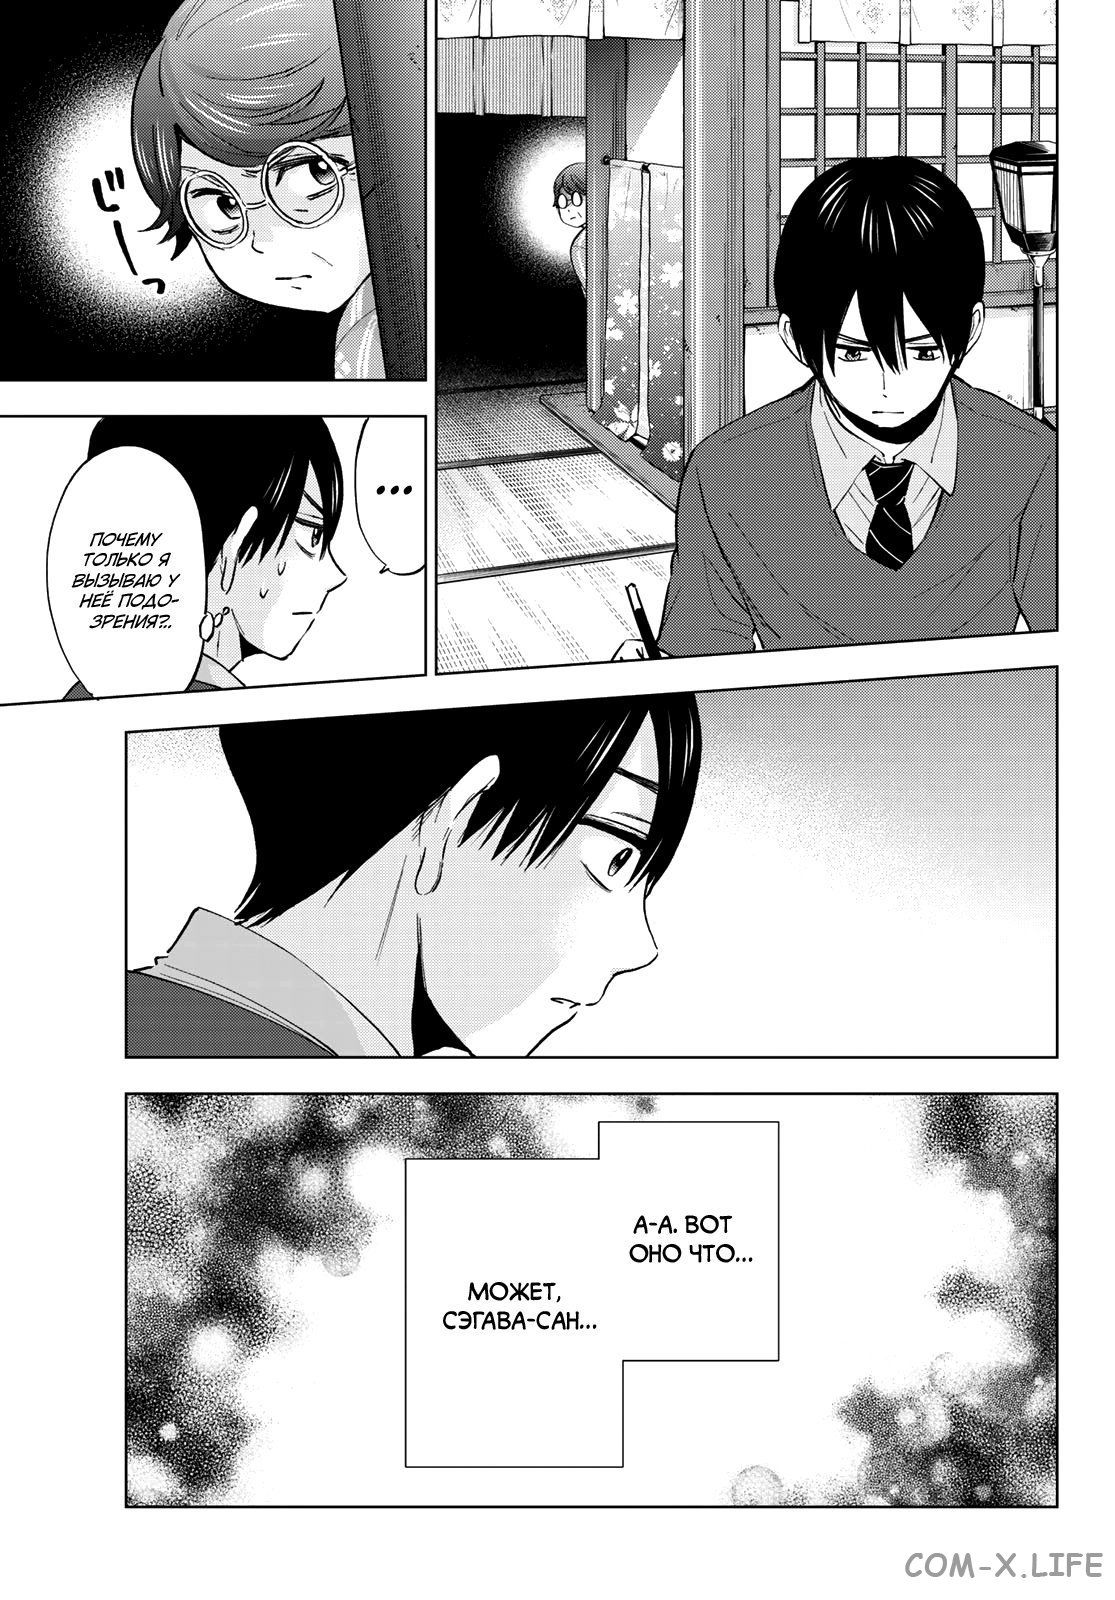 じーっ
...
ПОЧЕМУ
ТОЛЬКО Я
ВЫЗЫВАЮ У
НЕЁ ПОДО-
ЗРЕНИЯ?..
А-А. ВОТ
ОНО ЧТО...
МОЖЕТ,
СЭГАВА-САН...
COM-X.LIFE